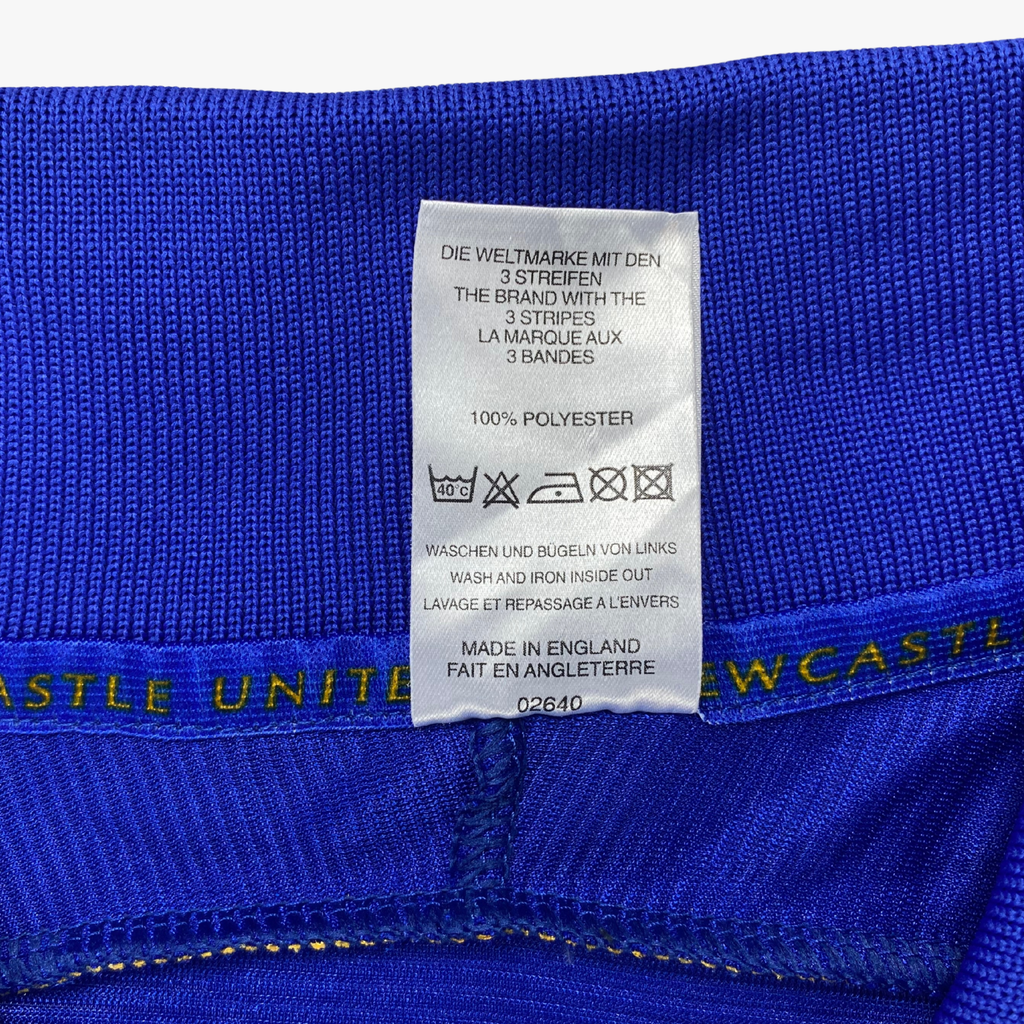 DIE WELTMARKE MIT DEN
3 STREIFEN
THE BRAND WITH THE
3 STRIPES
LA MARQUE AUX
3 BANDES
100% POLYESTER
40°C
WASCHEN UND BÜGELN VON LINKS
WASH AND IRON INSIDE OUT
LAVAGE ET REPASSAGE A L'ENVERS
MADE IN ENGLAND
FAIT EN ANGLETERRE
02640
ASTLE UNITE EWCASTL